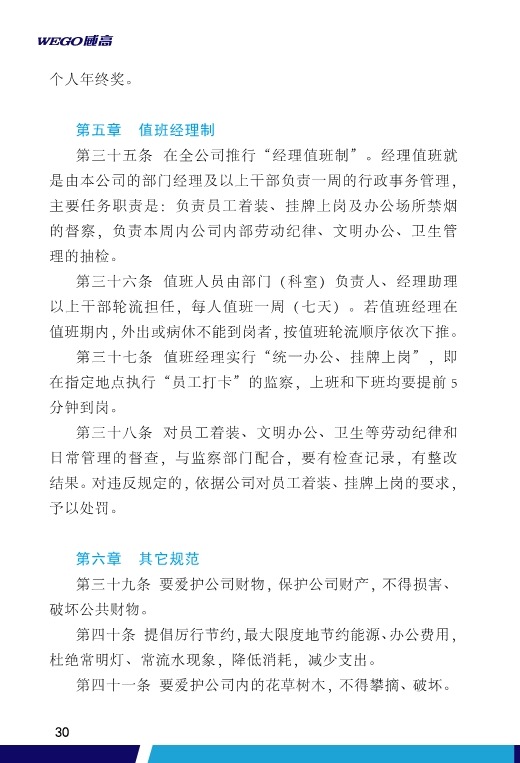 WEGO威高
个人年终奖。
第五章 值班经理制
第三十五条 在全公司推行“经理值班制”。经理值班就
是由本公司的部门经理及以上干部负责一周的行政事务管理，
主要任务职责是：负责员工着装、挂牌上岗及办公场所禁烟
的督察，负责本周内公司内部劳动纪律、文明办公、卫生管
理的抽检。
第三十六条 值班人员由部门（科室）负责人、经理助理
以上干部轮流担任，每人值班一周（七天）。若值班经理在
值班期内，外出或病休不能到岗者，按值班轮流顺序依次下推。
第三十七条 值班经理实行“统一办公、挂牌上岗”，即
在指定地点执行“员工打卡”的监察，上班和下班均要提前 5
分钟到岗。
第三十八条 对员工着装、文明办公、卫生等劳动纪律和
日常管理的督查，与监察部门配合，要有检查记录，有整改
结果。对违反规定的，依据公司对员工着装、挂牌上岗的要求，
予以处罚。
第六章 其它规范
第三十九条 要爱护公司财物，保护公司财产，不得损害、
破坏公共财物。
第四十条 提倡厉行节约，最大限度地节约能源、办公费用，
杜绝常明灯、常流水现象，降低消耗，减少支出。
第四十一条 要爱护公司内的花草树木，不得攀摘、破坏。
30